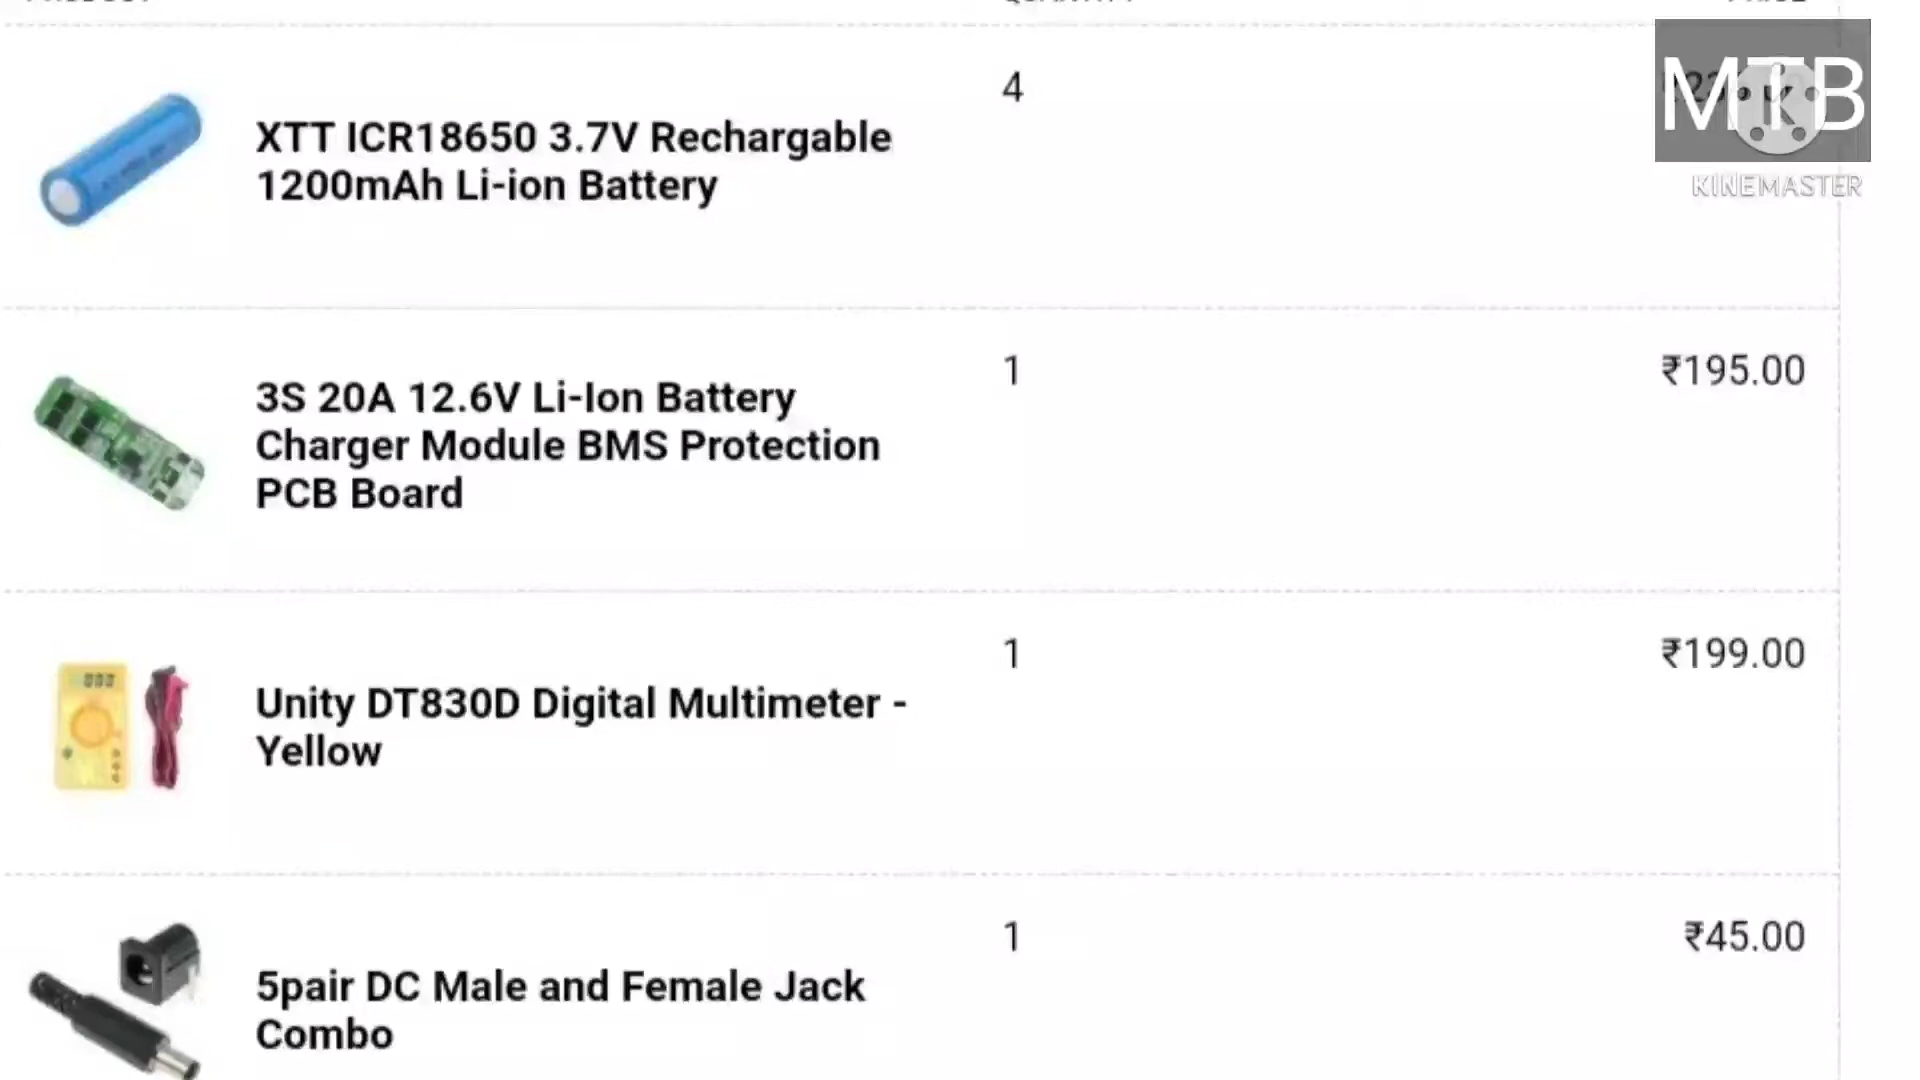 4
XTT ICR18650 3.7V Rechargable
1200mAh Li-ion Battery
MTB
KINEMASTER
1
₹195.00
3S 20A 12.6V Li-Ion Battery
Charger Module BMS Protection
PCB Board
1
₹199.00
Unity DT830D Digital Multimeter -
Yellow
1
₹45.00
5pair DC Male and Female Jack
Combo